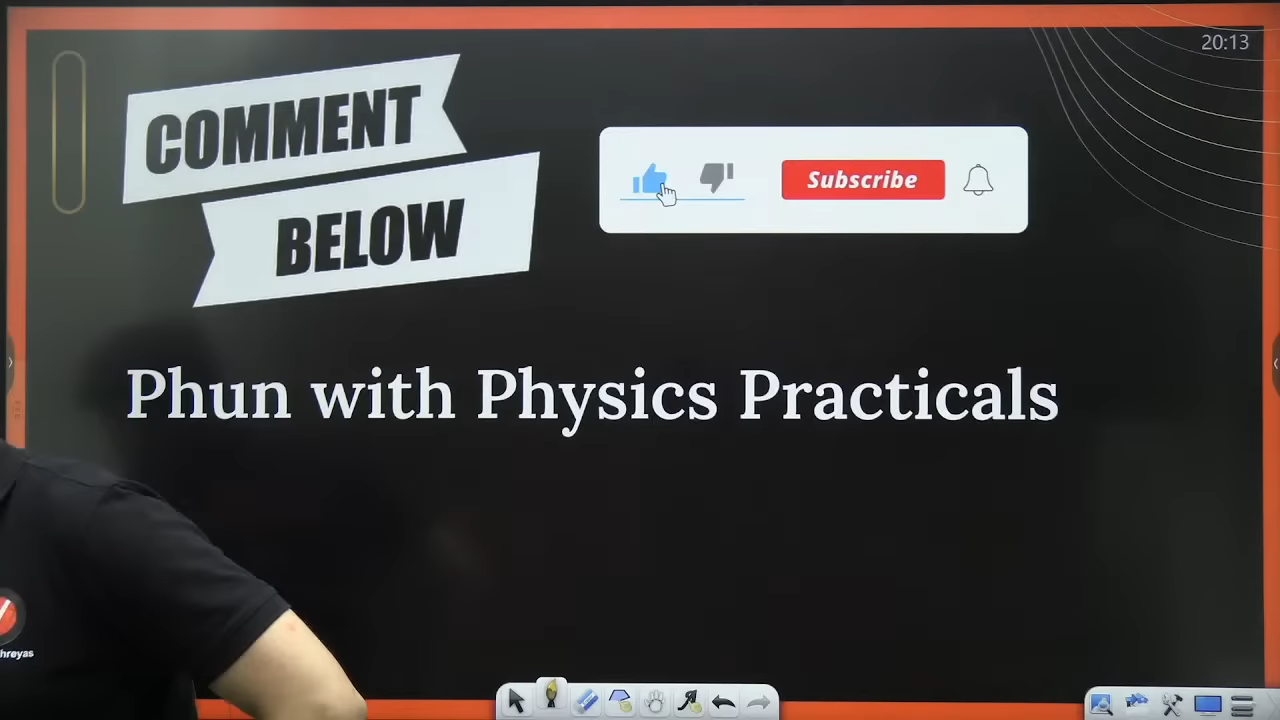 20:13
COMMENT
BELOW
Subscribe
Phun with Physics Practicals
hreyas